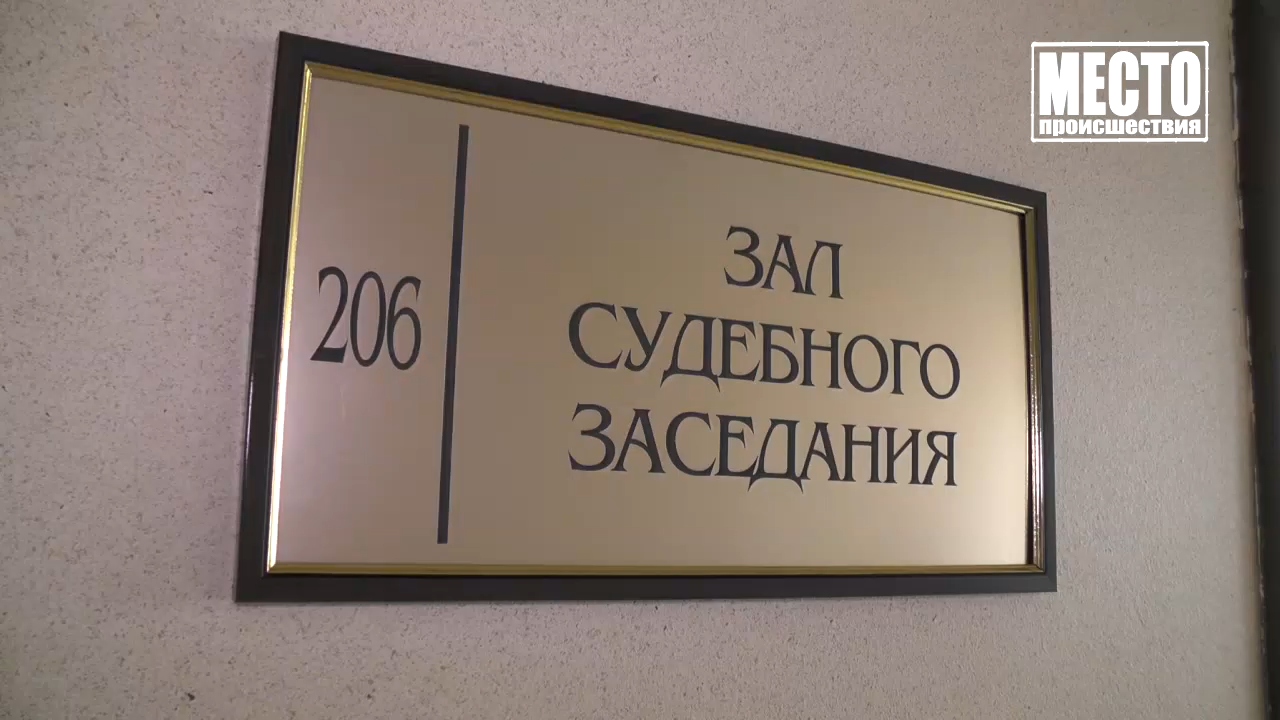 МЕСТО
ПРОИСШЕСТВИЯ
206
ЗАЛ
СУДЕБНОГО
ЗАСЕДАНИЯ